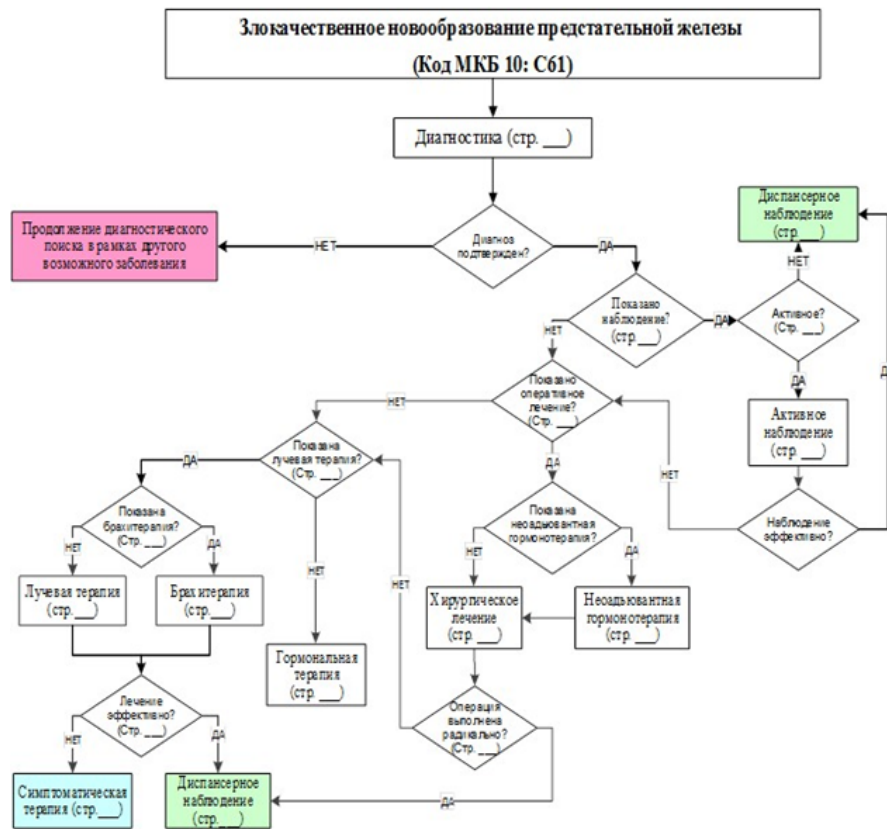 Злокачественное новообразование предстательной железы
(Код МКБ 10: С61)
Диагностика (стр. ___)
Диспансерное
наблюдение
(стр.___)
Продолжение диагностического
поиска в рамках другого
возможного заболевания
НЕТ
Диагноз
подтвержден?
ДА
НЕТ
Показано
наблюдение?
(стр.___)
ДА
Активное?
(Стр. ___)
НЕТ
ДА
Показано
оперативное
лечение?
(Стр. ___)
НЕТ
ДА
Активное
наблюдение
(стр. ___)
Показана
лучевая терапия?
(Стр. ___)
ДА
ДА
НЕТ
Показана
брахитерапия?
(Стр. ___)
Показана
неоадьювантная
гормонотерапия?
Наблюдение
эффективно?
НЕТ
ДА
НЕТ
НЕТ
НЕТ
ДА
Лучевая терапия
(стр. ___)
Брахитерапия
(стр. ___)
Хирургическое
лечение
(стр. ___)
Неоадьювантная
гормонотерапия
(стр. ___)
Гормональная
терапия
(стр. ___)
Лечение
эффективно?
(Стр. ___)
Операция
выполнена
радикально?
(Стр. ___)
НЕТ
ДА
Симптоматическая
терапия (стр.___)
Диспансерное
наблюдение
(стр. ___)
ДА